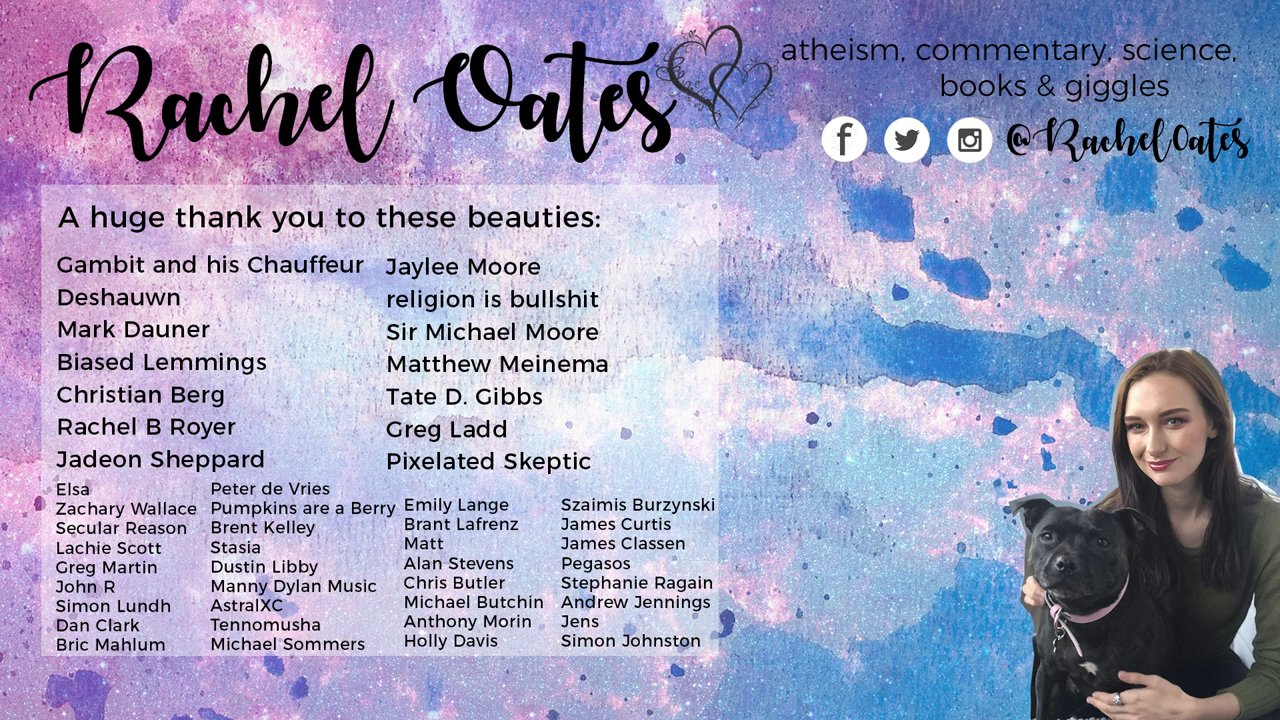 Rachel Oates
atheism, commentary, science,
books & giggles
@RachelOates
A huge thank you to these beauties:
Gambit and his Chauffeur
Deshauwn
Mark Dauner
Biased Lemmings
Christian Berg
Rachel B Royer
Jadeon Sheppard
Jaylee Moore
religion is bullshit
Sir Michael Moore
Matthew Meinema
Tate D. Gibbs
Greg Ladd
Pixelated Skeptic
Elsa
Zachary Wallace
Secular Reason
Lachie Scott
Greg Martin
John R
Simon Lundh
Dan Clark
Bric Mahlum
Peter de Vries
Pumpkins are a Berry
Brent Kelley
Stasia
Dustin Libby
Manny Dylan Music
AstralXC
Tennomusha
Michael Sommers
Emily Lange
Brant Lafrenz
Matt
Alan Stevens
Chris Butler
Michael Butchin
Anthony Morin
Holly Davis
Szaimis Burzynski
James Curtis
James Classen
Pegasos
Stephanie Ragain
Andrew Jennings
Jens
Simon Johnston